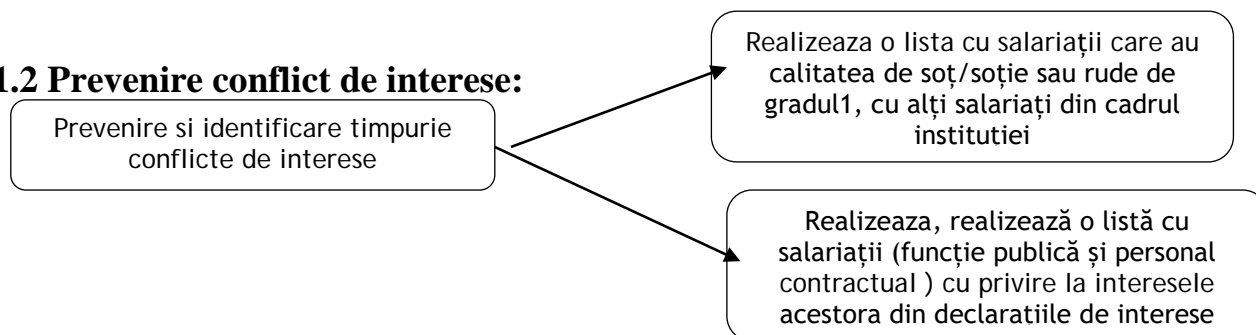 1.2 Prevenire conflict de interese:
Prevenire si identificare timpurie
conflicte de interese
Realizeaza o lista cu salariații care au
calitatea de soț/soție sau rude de
gradul1, cu alți salariați din cadrul
institutiei
Realizeaza, realizează o listă cu
salariații (funcție publică și personal
contractual ) cu privire la interesele
acestora din declaratiile de interese